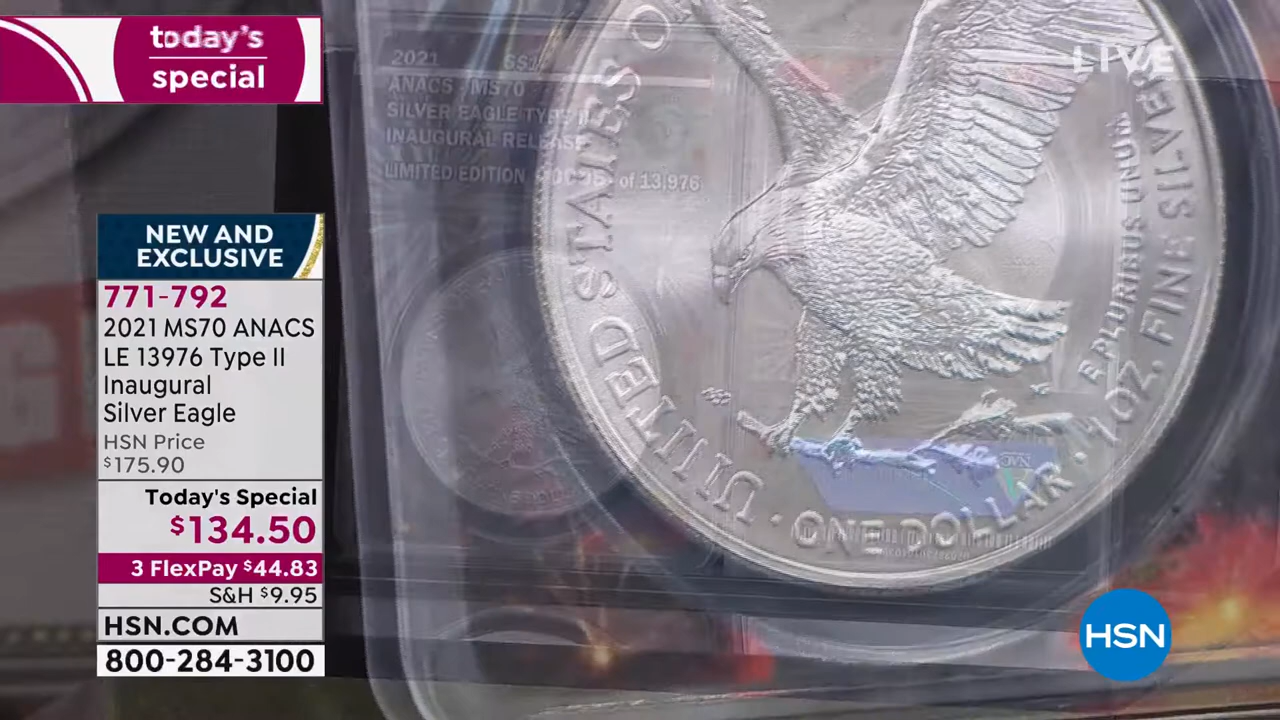 today's
special
LIVE
NEW AND
EXCLUSIVE
771-792
2021 MS70 ANACS
LE 13976 Type II
Inaugural
Silver Eagle
HSN Price
$175.90
Today's Special
$134.50
3 FlexPay $44.83
S&H $9.95
HSN.COM
800-284-3100
2021
ANACS MS70
SILVER EAGLE TYPE
INAUGURAL RELEASE
LIMITED EDITION
of 13,976
UNITED STATES O
E PLURIBUS UNUM
1 OZ. FINE SILVE
ONE DOLLAR
HSN